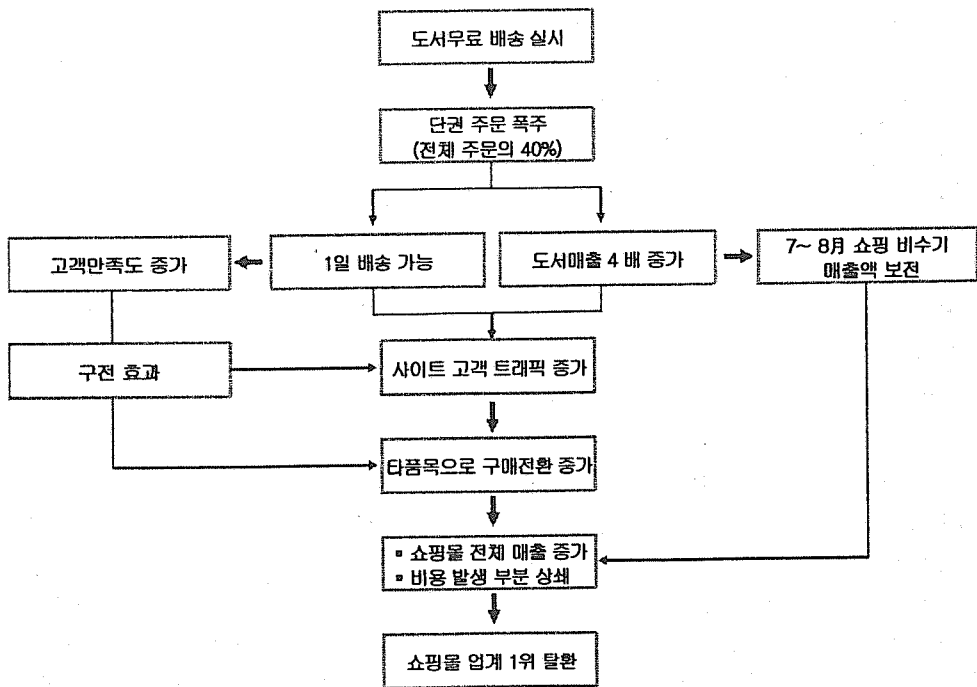 도서무료 배송 실시
단권 주문 폭주
(전체 주문의 40%)
고객만족도 증가
1일 배송 가능
도서매출 4 배 증가
7~ 8月 쇼핑 비수기
매출액 보전
구전 효과
사이트 고객 트래픽 증가
타품목으로 구매전환 증가
▫ 쇼핑몰 전체 매출 증가
▫ 비용 발생 부분 상쇄
쇼핑몰 업계 1위 탈환